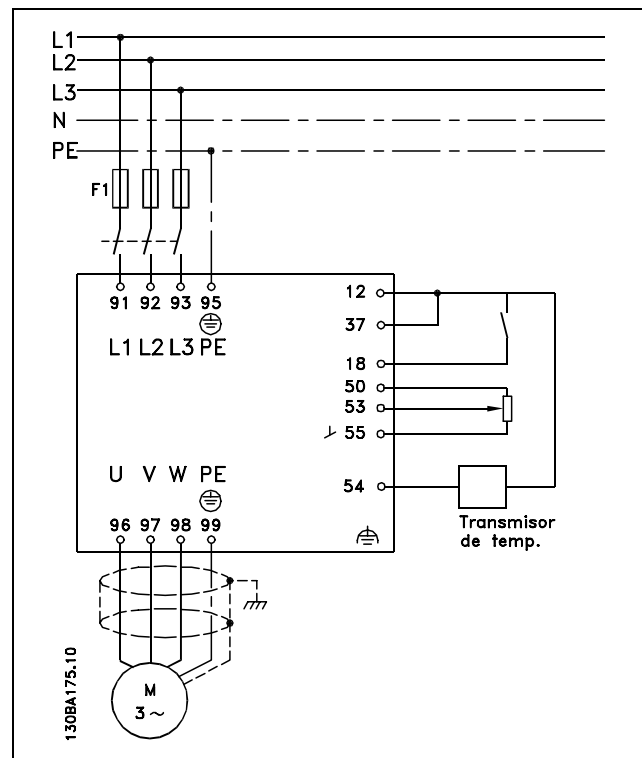 L1
L2
L3
N
PE
F1
91 92 93 95
L1 L2 L3 PE
12
37
18
50
53
55
54
Transmisor
de temp.
U V W PE
96 97 98 99
M
3~
130BA175.10